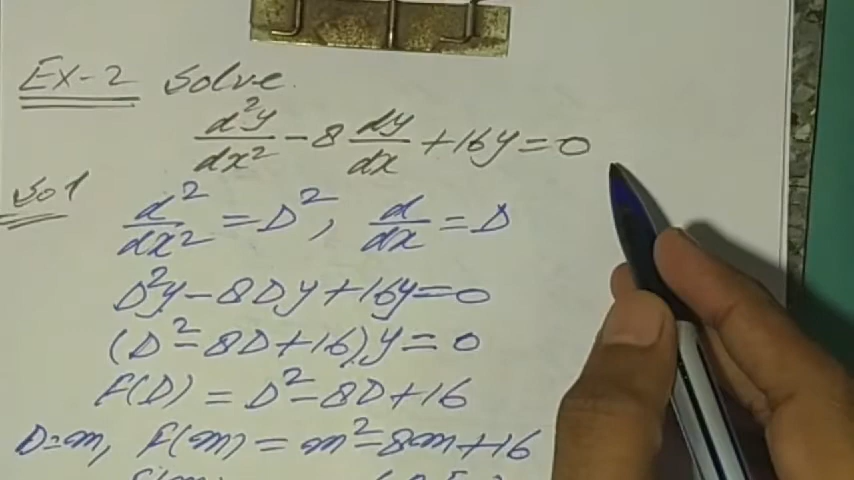 Ex-2 Solve.
d²y/dx² - 8 dy/dx + 16y = 0
Sol
d²/dx² = D², d/dx = D
D²y - 8Dy + 16y = 0
(D² - 8D + 16)y = 0
F(D) = D² - 8D + 16
D=m, f(m) = m² - 8m + 16